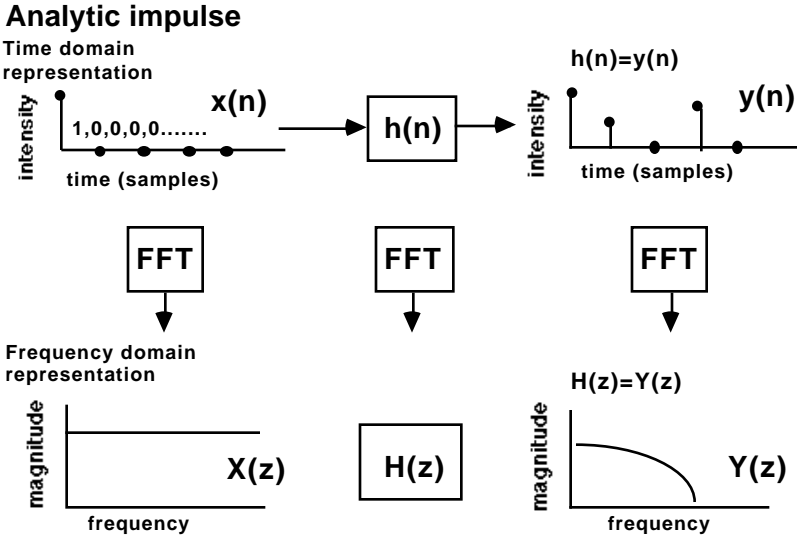 Analytic impulse
Time domain
representation
intensity
x(n)
1,0,0,0,0.......
time (samples)
h(n)
h(n)=y(n)
intensity
y(n)
time (samples)
FFT
FFT
FFT
Frequency domain
representation
magnitude
X(z)
frequency
H(z)
H(z)=Y(z)
magnitude
Y(z)
frequency